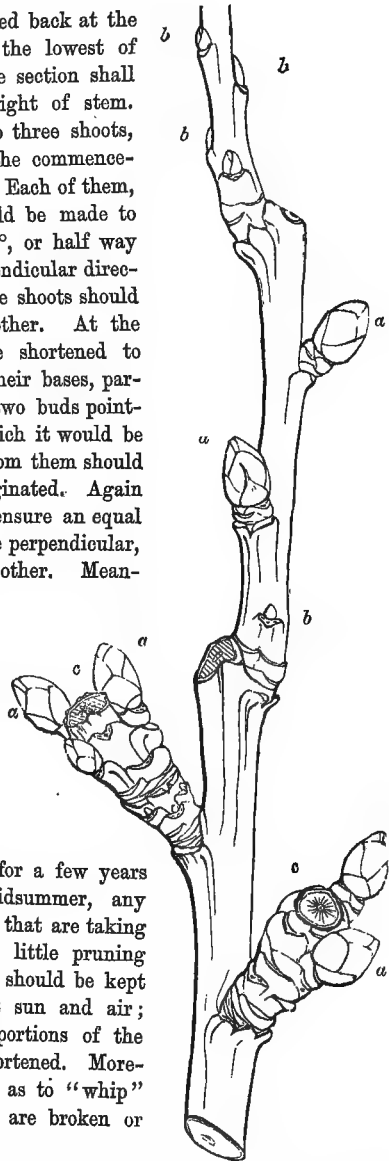 ed back at the
the lowest of
e section shall
ight of stem.
o three shoots,
he commence-
Each of them,
ld be made to
°, or half way
endicular direc-
e shoots should
ther. At the
e shortened to
heir bases, par-
two buds point-
ich it would be
om them should
ginated. Again
ensure an equal
e perpendicular,
other. Mean-
b
b
b
a
a
b
a
c
a
for a few years
idsummer, any
that are taking
little pruning
should be kept
sun and air;
portions of the
ortened. More-
as to “whip”
are broken or
c
a